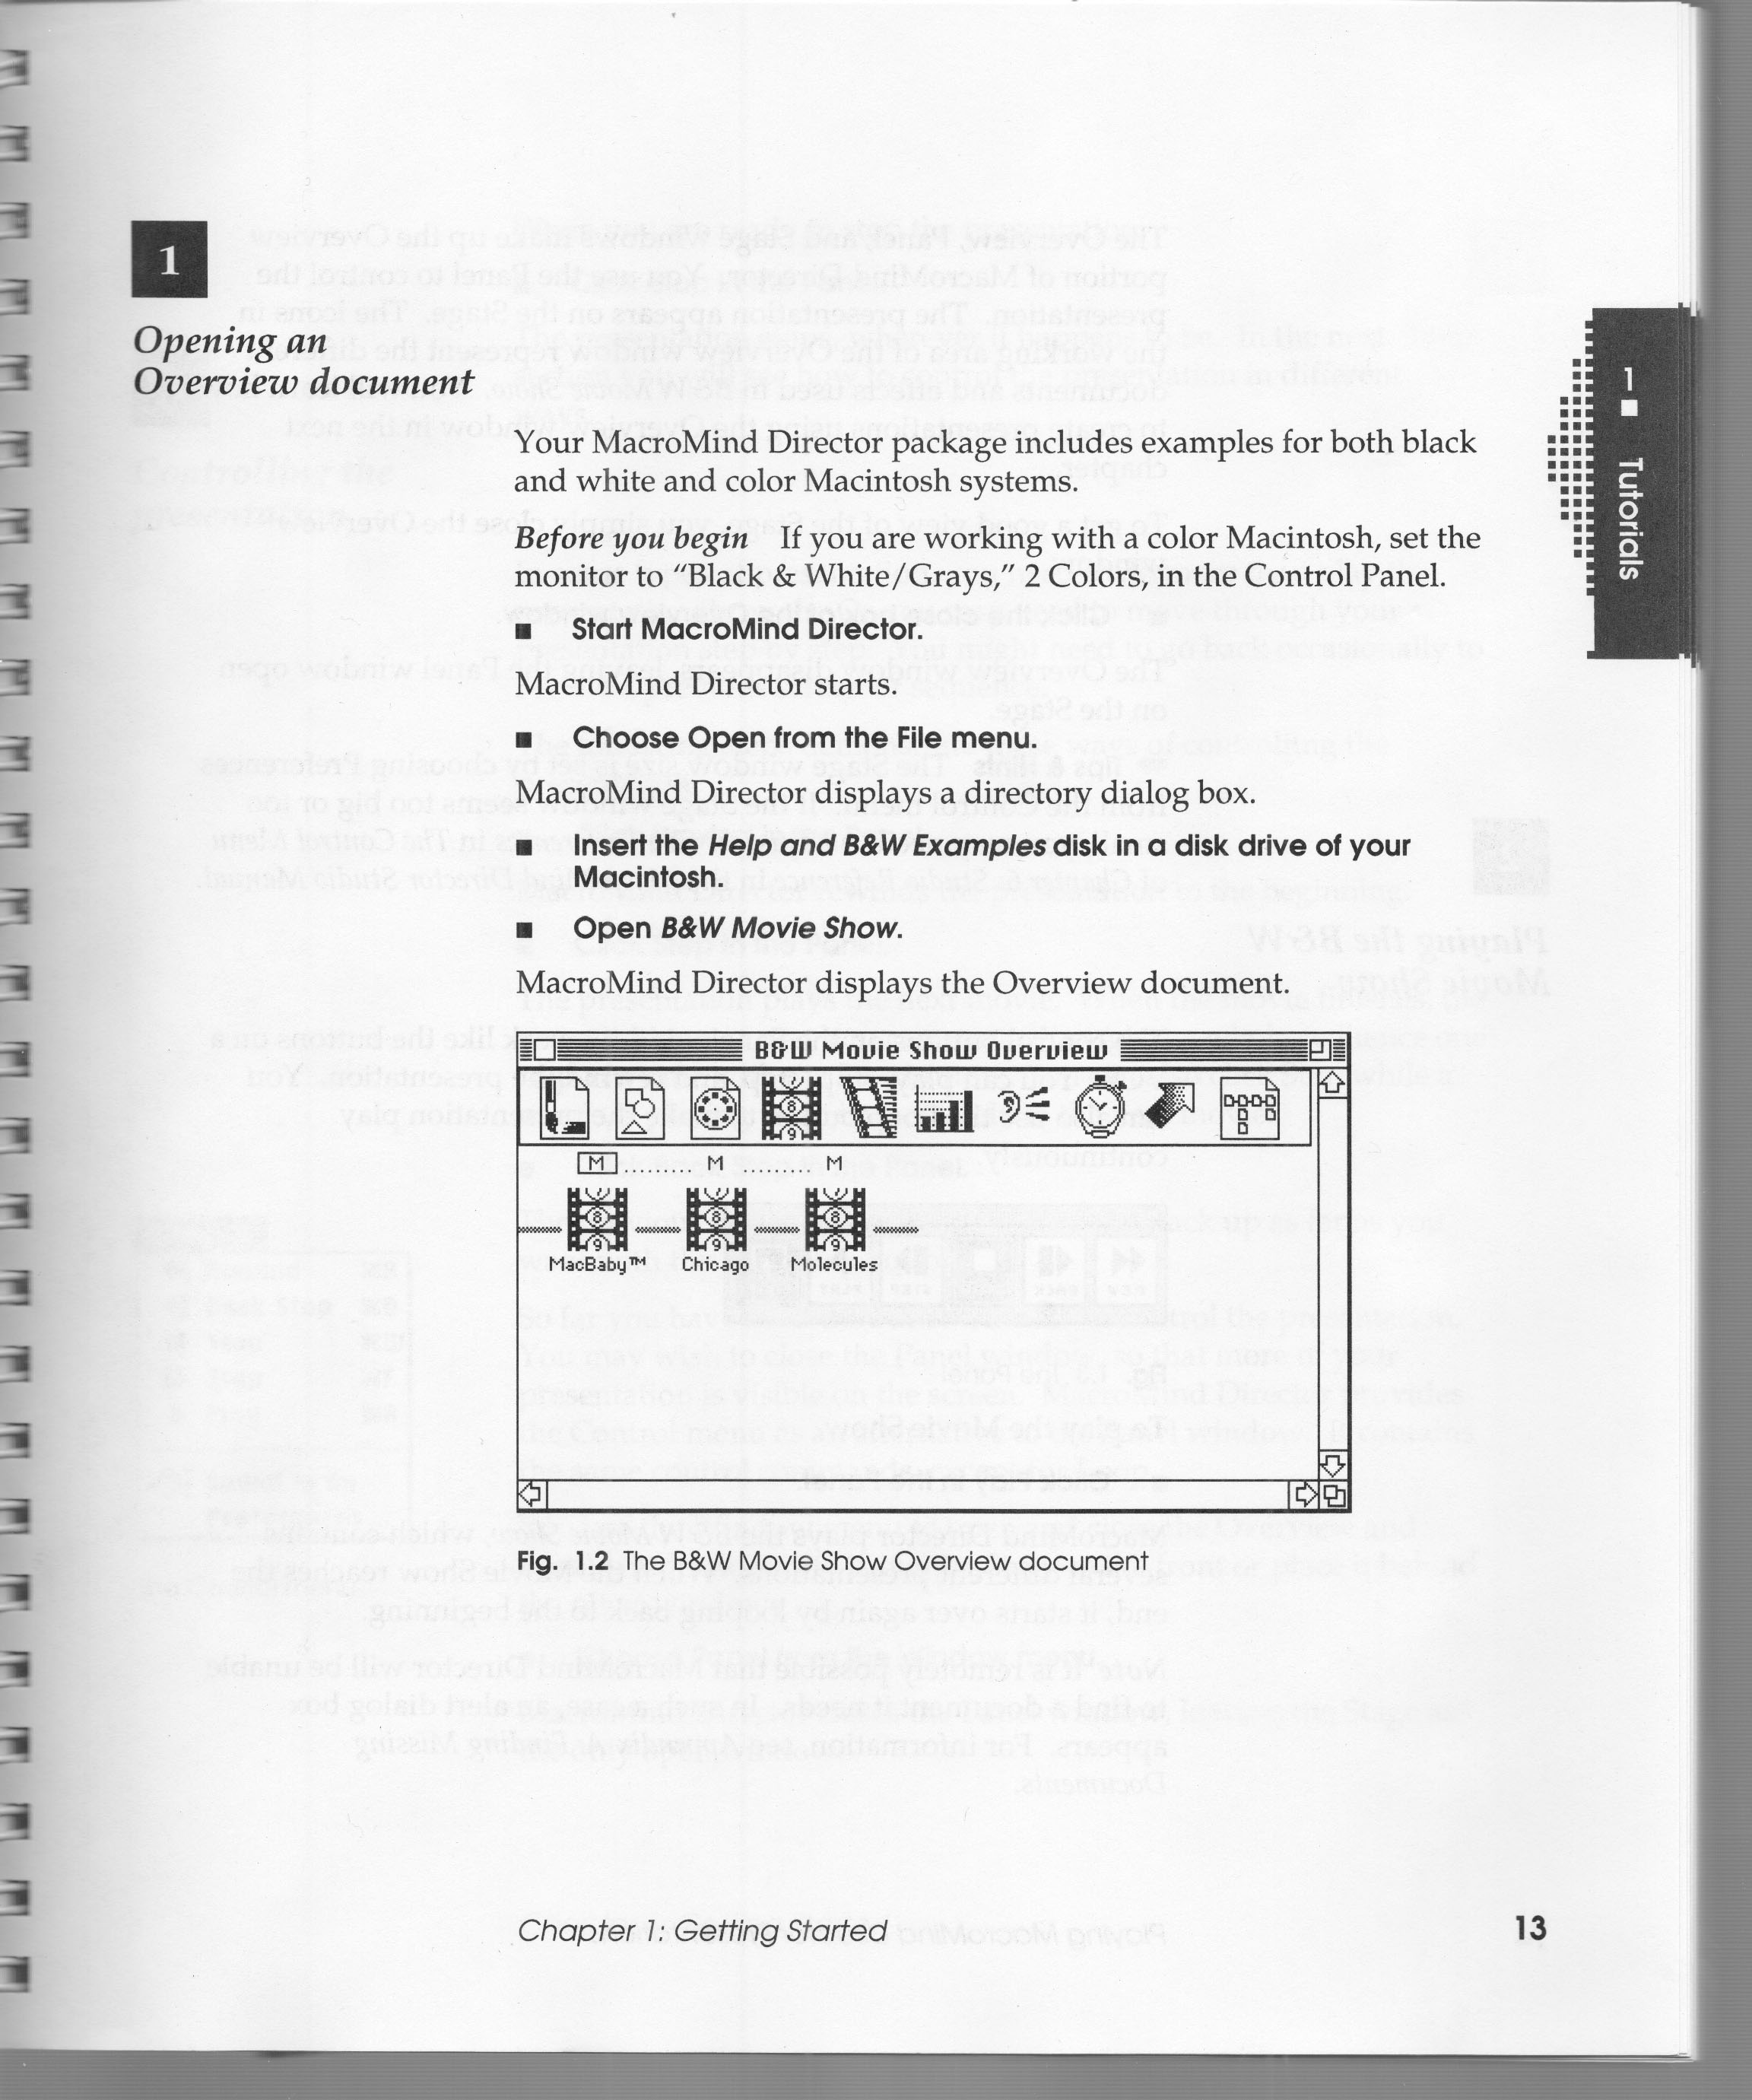 1
Opening an
Overview document
1 ■ Tutorials
Your MacroMind Director package includes examples for both black
and white and color Macintosh systems.
Before you begin If you are working with a color Macintosh, set the
monitor to “Black & White/Grays,” 2 Colors, in the Control Panel.
■ Start MacroMind Director.
MacroMind Director starts.
■ Choose Open from the File menu.
MacroMind Director displays a directory dialog box.
■ Insert the Help and B&W Examples disk in a disk drive of your
Macintosh.
■ Open B&W Movie Show.
MacroMind Director displays the Overview document.
B&W Movie Show Overview
M ......... M ......... M
MacBaby™ Chicago Molecules
Fig. 1.2 The B&W Movie Show Overview document
Chapter 1: Getting Started
13